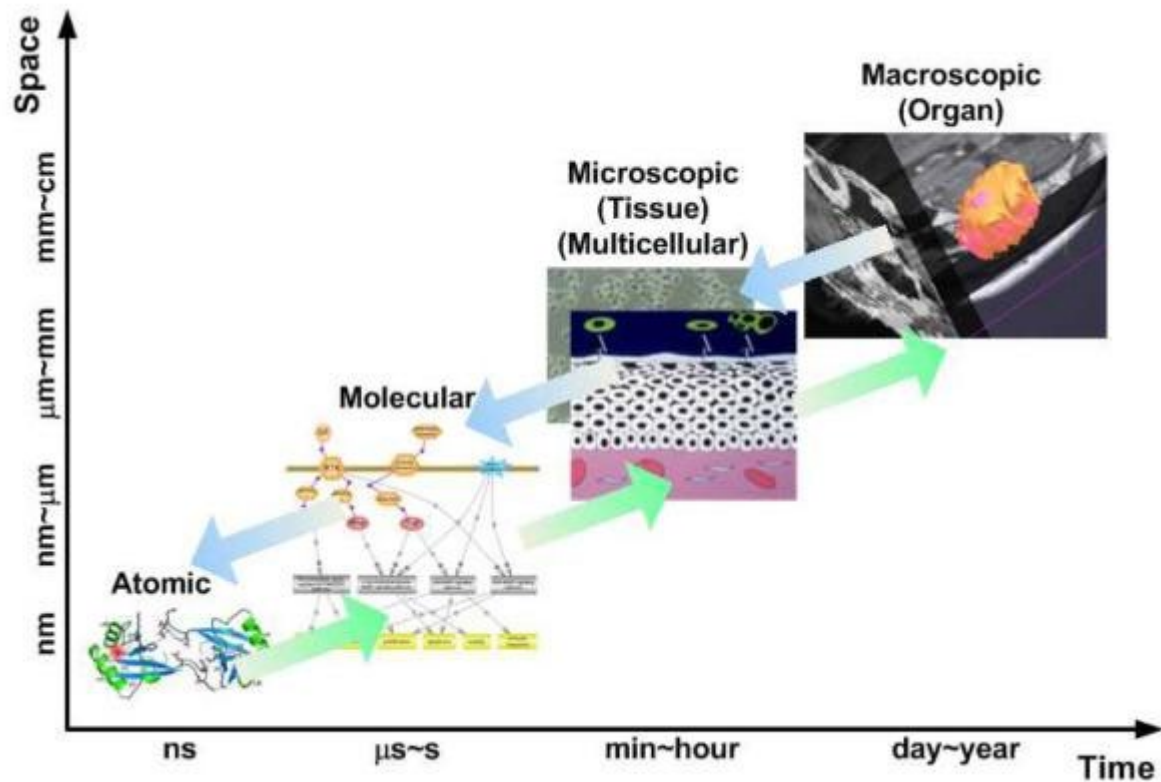 Space
mm~cm
μm~mm
nm~μm
nm
Macroscopic
(Organ)
Microscopic
(Tissue)
(Multicellular)
Molecular
Atomic
ns
μs~s
min~hour
day~year
Time